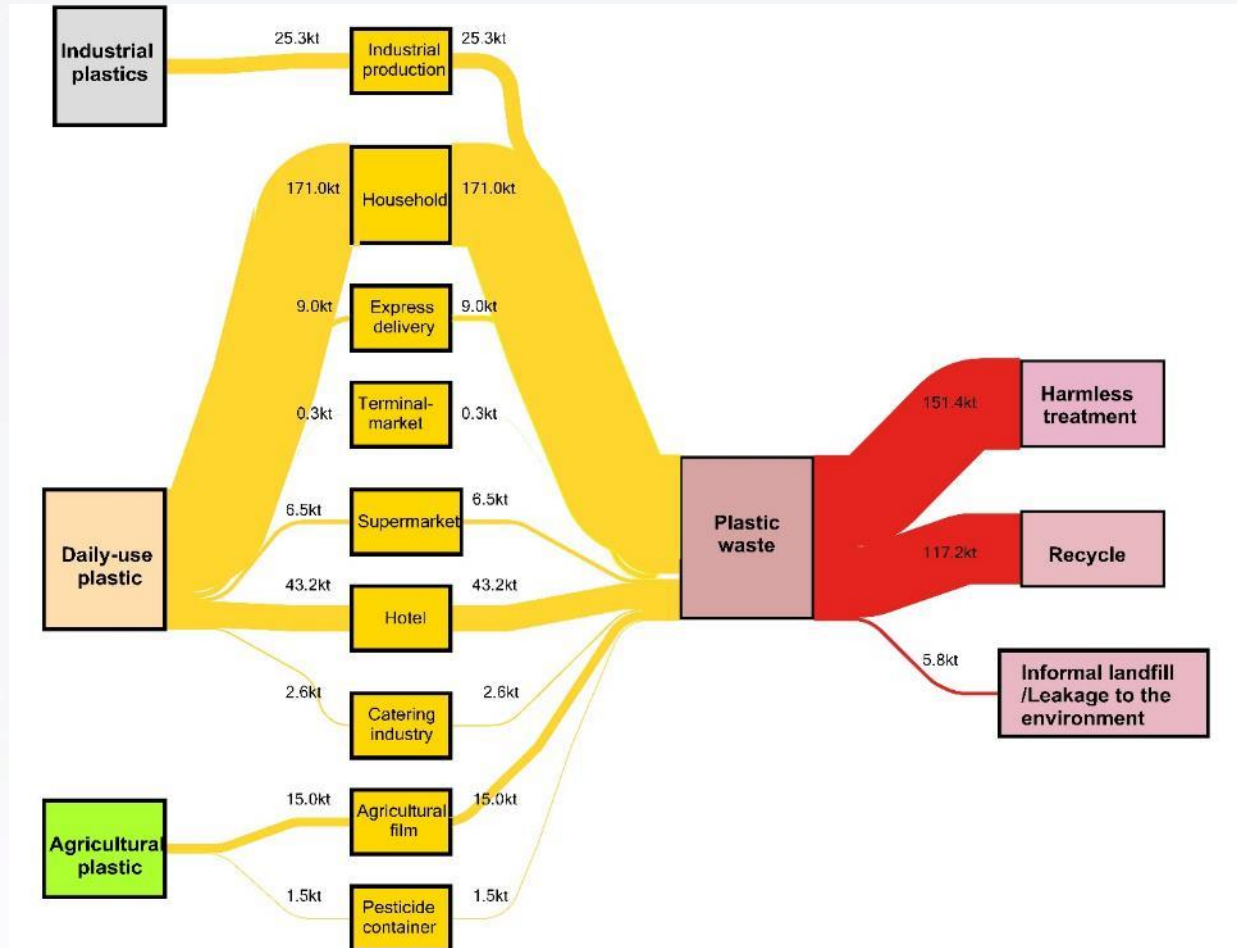 Industrial
plastics
25.3kt
Industrial
production
25.3kt
171.0kt
Household
171.0kt
9.0kt
Express
delivery
9.0kt
0.3kt
Terminal-
market
0.3kt
Daily-use
plastic
6.5kt
Supermarket
6.5kt
43.2kt
Hotel
43.2kt
2.6kt
Catering
industry
2.6kt
Agricultural
plastic
15.0kt
Agricultural
film
15.0kt
1.5kt
Pesticide
container
1.5kt
Plastic
waste
151.4kt
Harmless
treatment
117.2kt
Recycle
5.8kt
Informal landfill
/Leakage to the
environment